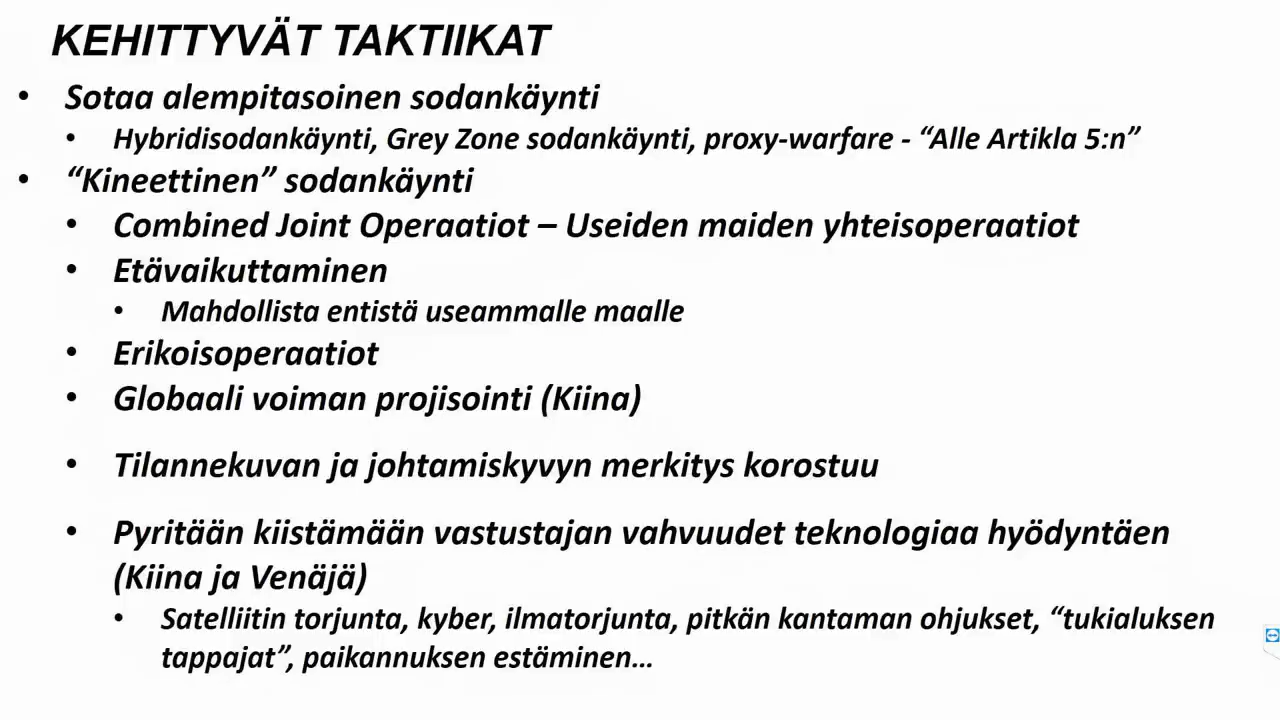 KEHITTYVÄT TAKTIIKAT
• Sotaa alempitasoinen sodankäynti
• Hybridisodankäynti, Grey Zone sodankäynti, proxy-warfare - “Alle Artikla 5:n”
• “Kineettinen” sodankäynti
• Combined Joint Operaatiot – Useiden maiden yhteisoperaatiot
• Etävaikuttaminen
• Mahdollista entistä useammalle maalle
• Erikoisoperaatiot
• Globaali voiman projisointi (Kiina)
• Tilannekuvan ja johtamiskyvyn merkitys korostuu
• Pyritään kiistämään vastustajan vahvuudet teknologiaa hyödyntäen
(Kiina ja Venäjä)
• Satelliitin torjunta, kyber, ilmatorjunta, pitkän kantaman ohjukset, “tukialuksen
tappajat”, paikannuksen estäminen…